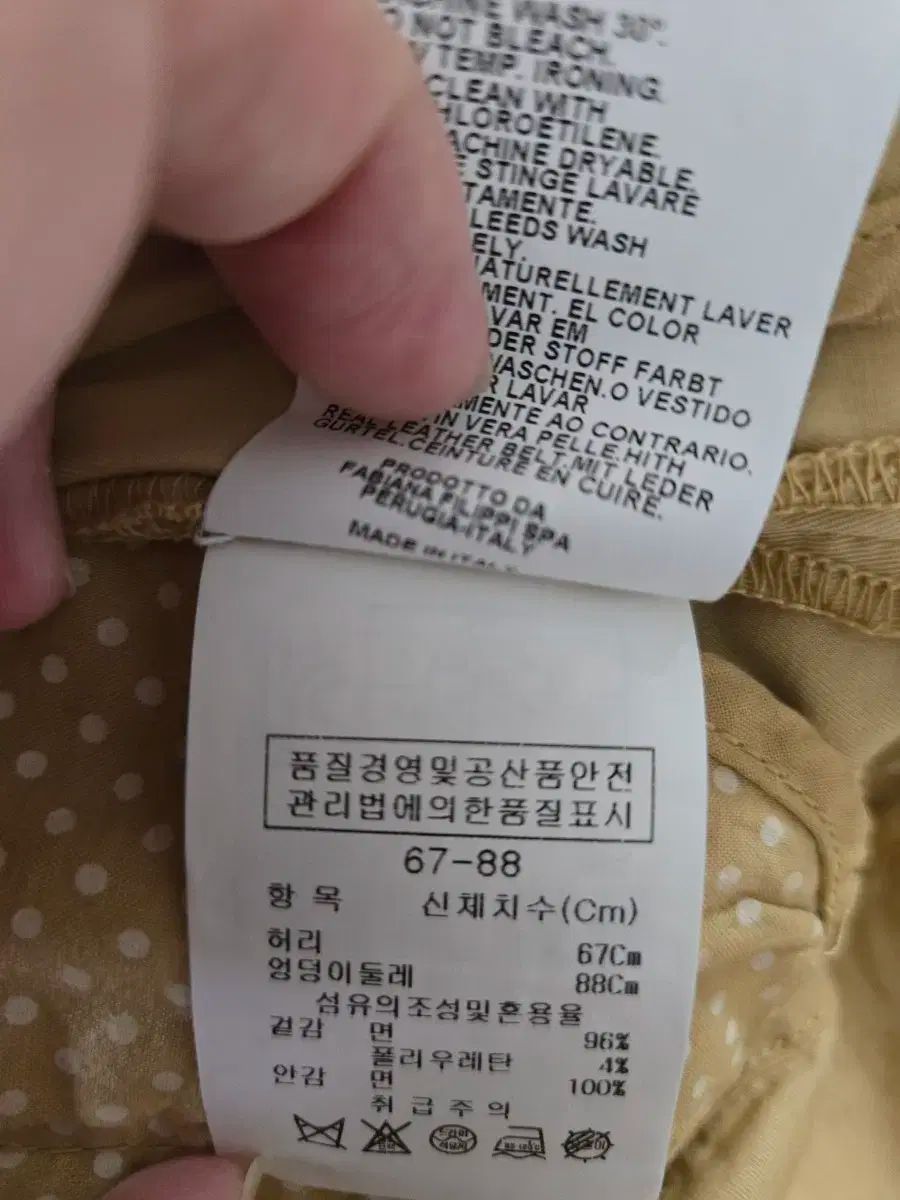 WASH 30°.
NOT BLEACH.
TEMP. IRONING.
CLEAN WITH
HLOROETILENE.
ACHINE DRYABLE.
STINGE LAVARE
TAMENTE.
LEEDS WASH
ELY.
NATURELLEMENT LAVER
MENT. EL COLOR
VAR EM
DER STOFF FARBT
WASCHEN.O VESTIDO
R LAVAR
MENTE AO CONTRARIO.
IN VERA PELLE.HITH
REAL LEATHER BELT.MIT LEDER
GURTEL.CEINTURE EN CUIRE.
PRODOTTO DA
FABIANA FILIPPI SPA
PERUGIA-ITALY
MADE IN ITALY
품질경영및공산품안전
관리법에의한품질표시
67-88
항 목 신체치수(Cm)
허리 67Cm
엉덩이둘레 88Cm
섬유의조성및혼용율
겉감 면 96%
폴리우레탄 4%
안감 면 100%
취급주의